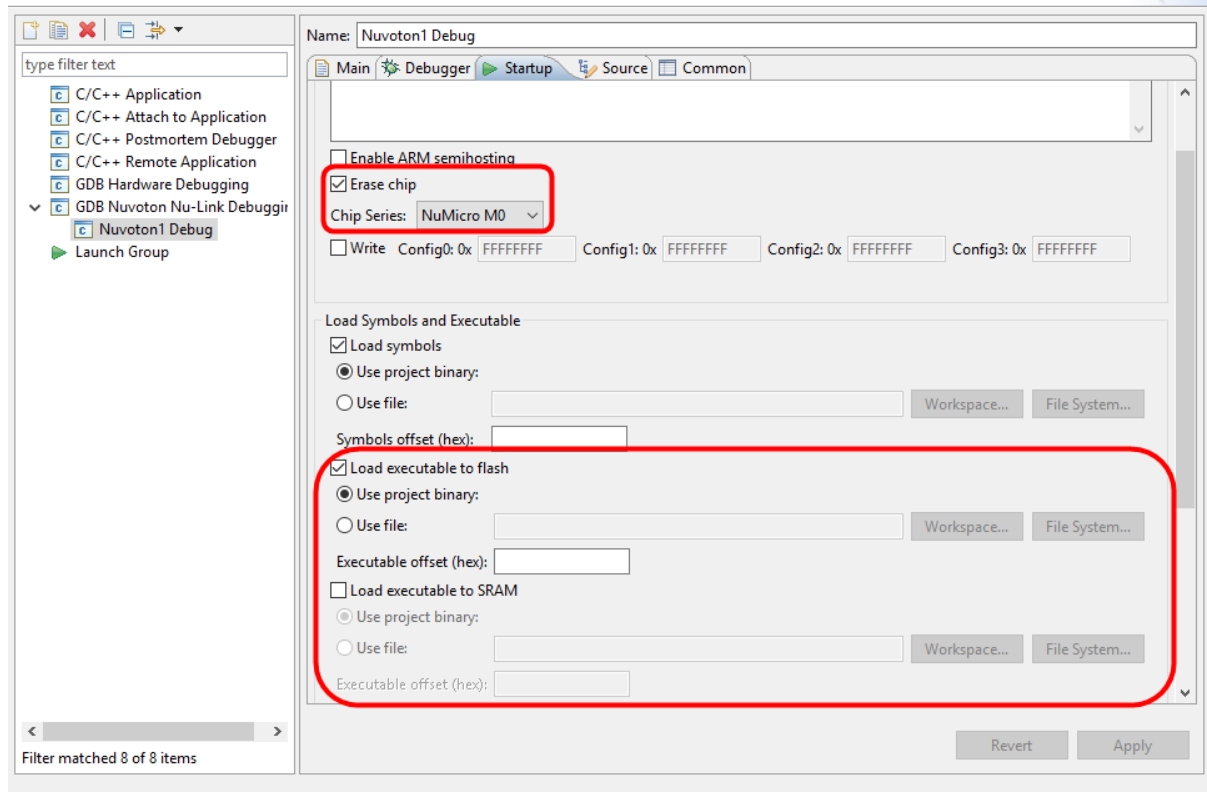 Name: Nuvoton1 Debug
type filter text
Main Debugger Startup Source Common
C/C++ Application
C/C++ Attach to Application
C/C++ Postmortem Debugger
C/C++ Remote Application
GDB Hardware Debugging
GDB Nuvoton Nu-Link Debuggir
Nuvoton1 Debug
Launch Group
Filter matched 8 of 8 items
Enable ARM semihosting
Erase chip
Chip Series: NuMicro M0
Write Config0: 0x FFFFFFFF Config1: 0x FFFFFFFF Config2: 0x FFFFFFFF Config3: 0x FFFFFFFF
Load Symbols and Executable
Load symbols
Use project binary:
Use file: Workspace... File System...
Symbols offset (hex):
Load executable to flash
Use project binary:
Use file: Workspace... File System...
Executable offset (hex):
Load executable to SRAM
Use project binary:
Use file: Workspace... File System...
Executable offset (hex):
Revert Apply